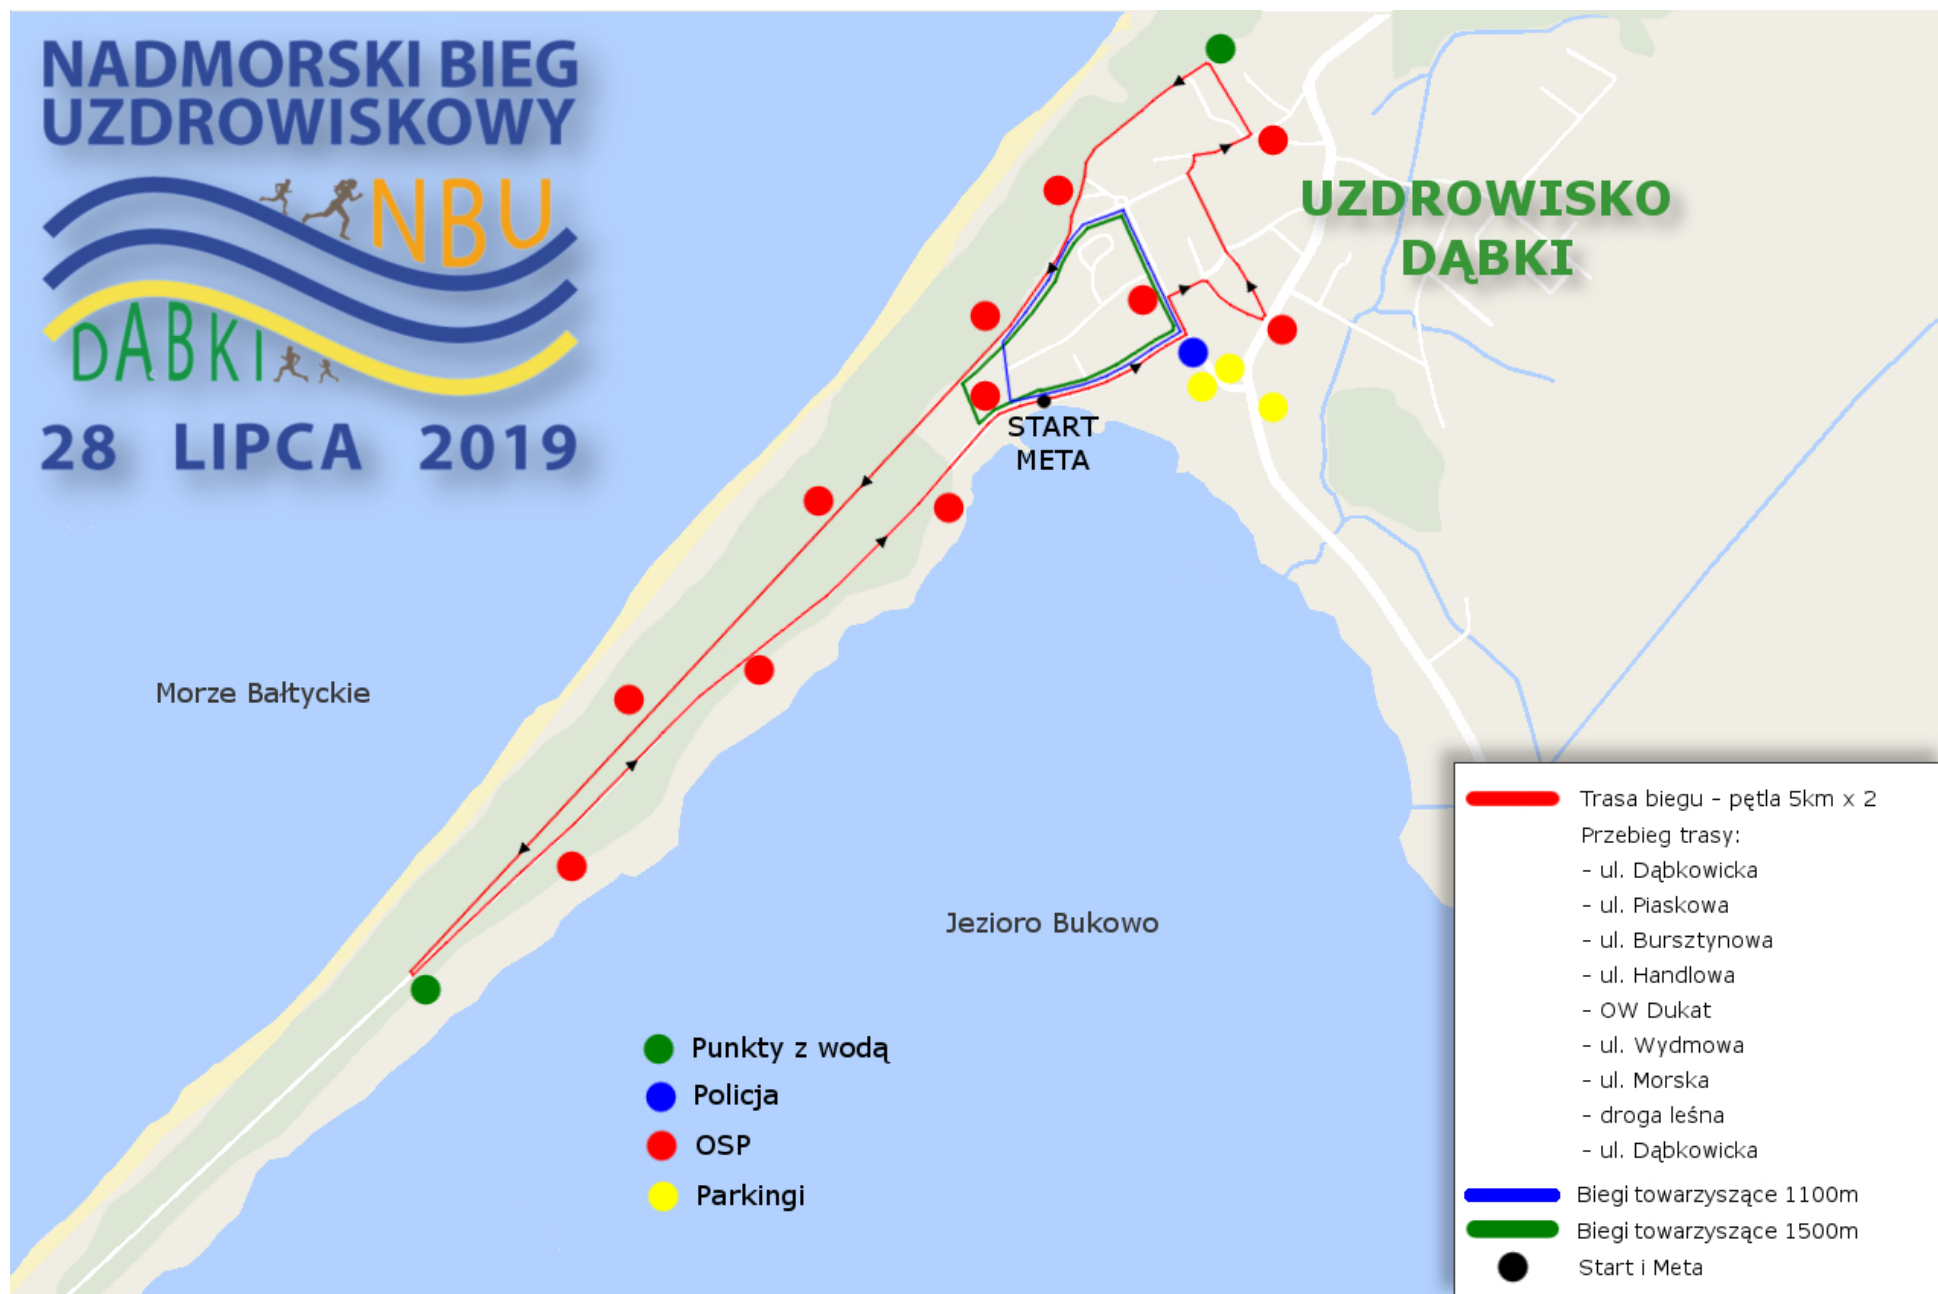 NADMORSKI BIEG
UZDROWISKOWY
NBU
DĄBKI
28 LIPCA 2019
UZDROWISKO
DĄBKI
START
META
Morze Bałtyckie
Jezioro Bukowo
Punkty z wodą
Policja
OSP
Parkingi
Trasa biegu - pętla 5km x 2
Przebieg trasy:
- ul. Dąbkowicka
- ul. Piaskowa
- ul. Bursztynowa
- ul. Handlowa
- OW Dukat
- ul. Wydmowa
- ul. Morska
- droga leśna
- ul. Dąbkowicka
Biegi towarzyszące 1100m
Biegi towarzyszące 1500m
Start i Meta